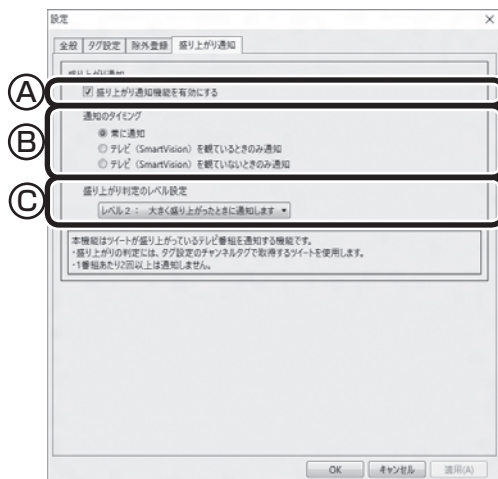 設定
全般 タグ設定 除外登録 盛り上がり通知
盛り上がり通知
Ⓐ
盛り上がり通知機能を有効にする
Ⓑ
通知のタイミング
常に通知
テレビ（SmartVision）を観ているときのみ通知
テレビ（SmartVision）を観ていないときのみ通知
Ⓒ
盛り上がり判定のレベル設定
レベル2： 大きく盛り上がったときに通知します
本機能はツイートが盛り上がっているテレビ番組を通知する機能です。
・盛り上がりの判定には、タグ設定のチャンネルタグで取得するツイートを使用します。
・1番組あたり2回以上は通知しません。
OK キャンセル 適用(A)